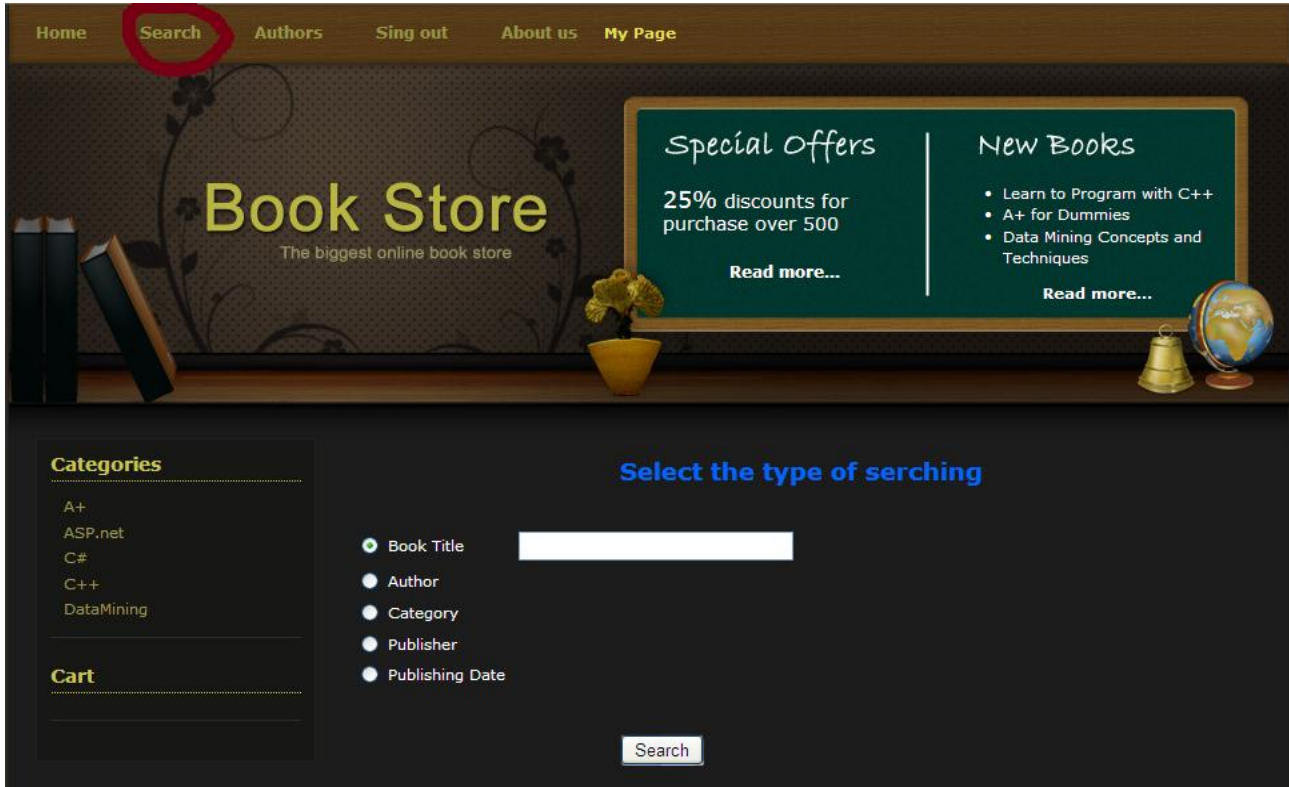 Home Search Authors Sing out About us My Page
Book Store
The biggest online book store
Special Offers
25% discounts for
purchase over 500
Read more...
New Books
• Learn to Program with C++
• A+ for Dummies
• Data Mining Concepts and
Techniques
Read more...
Categories
A+
ASP.net
C#
C++
DataMining
Cart
Select the type of serching
Book Title
Author
Category
Publisher
Publishing Date
Search